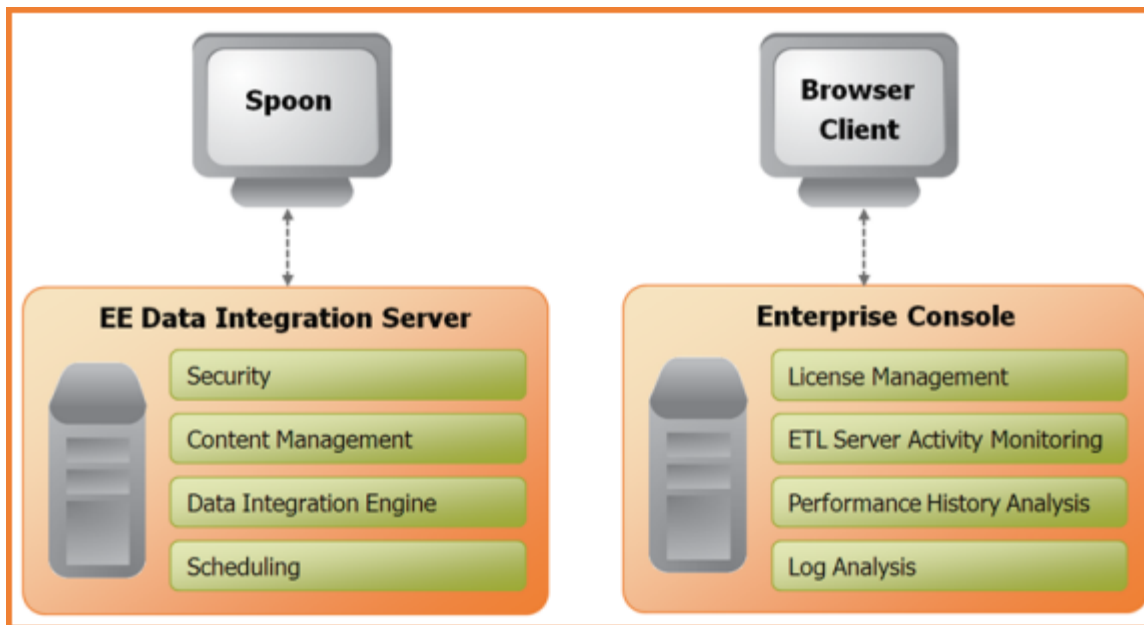 Spoon
Browser
Client
EE Data Integration Server
Security
Content Management
Data Integration Engine
Scheduling
Enterprise Console
License Management
ETL Server Activity Monitoring
Performance History Analysis
Log Analysis